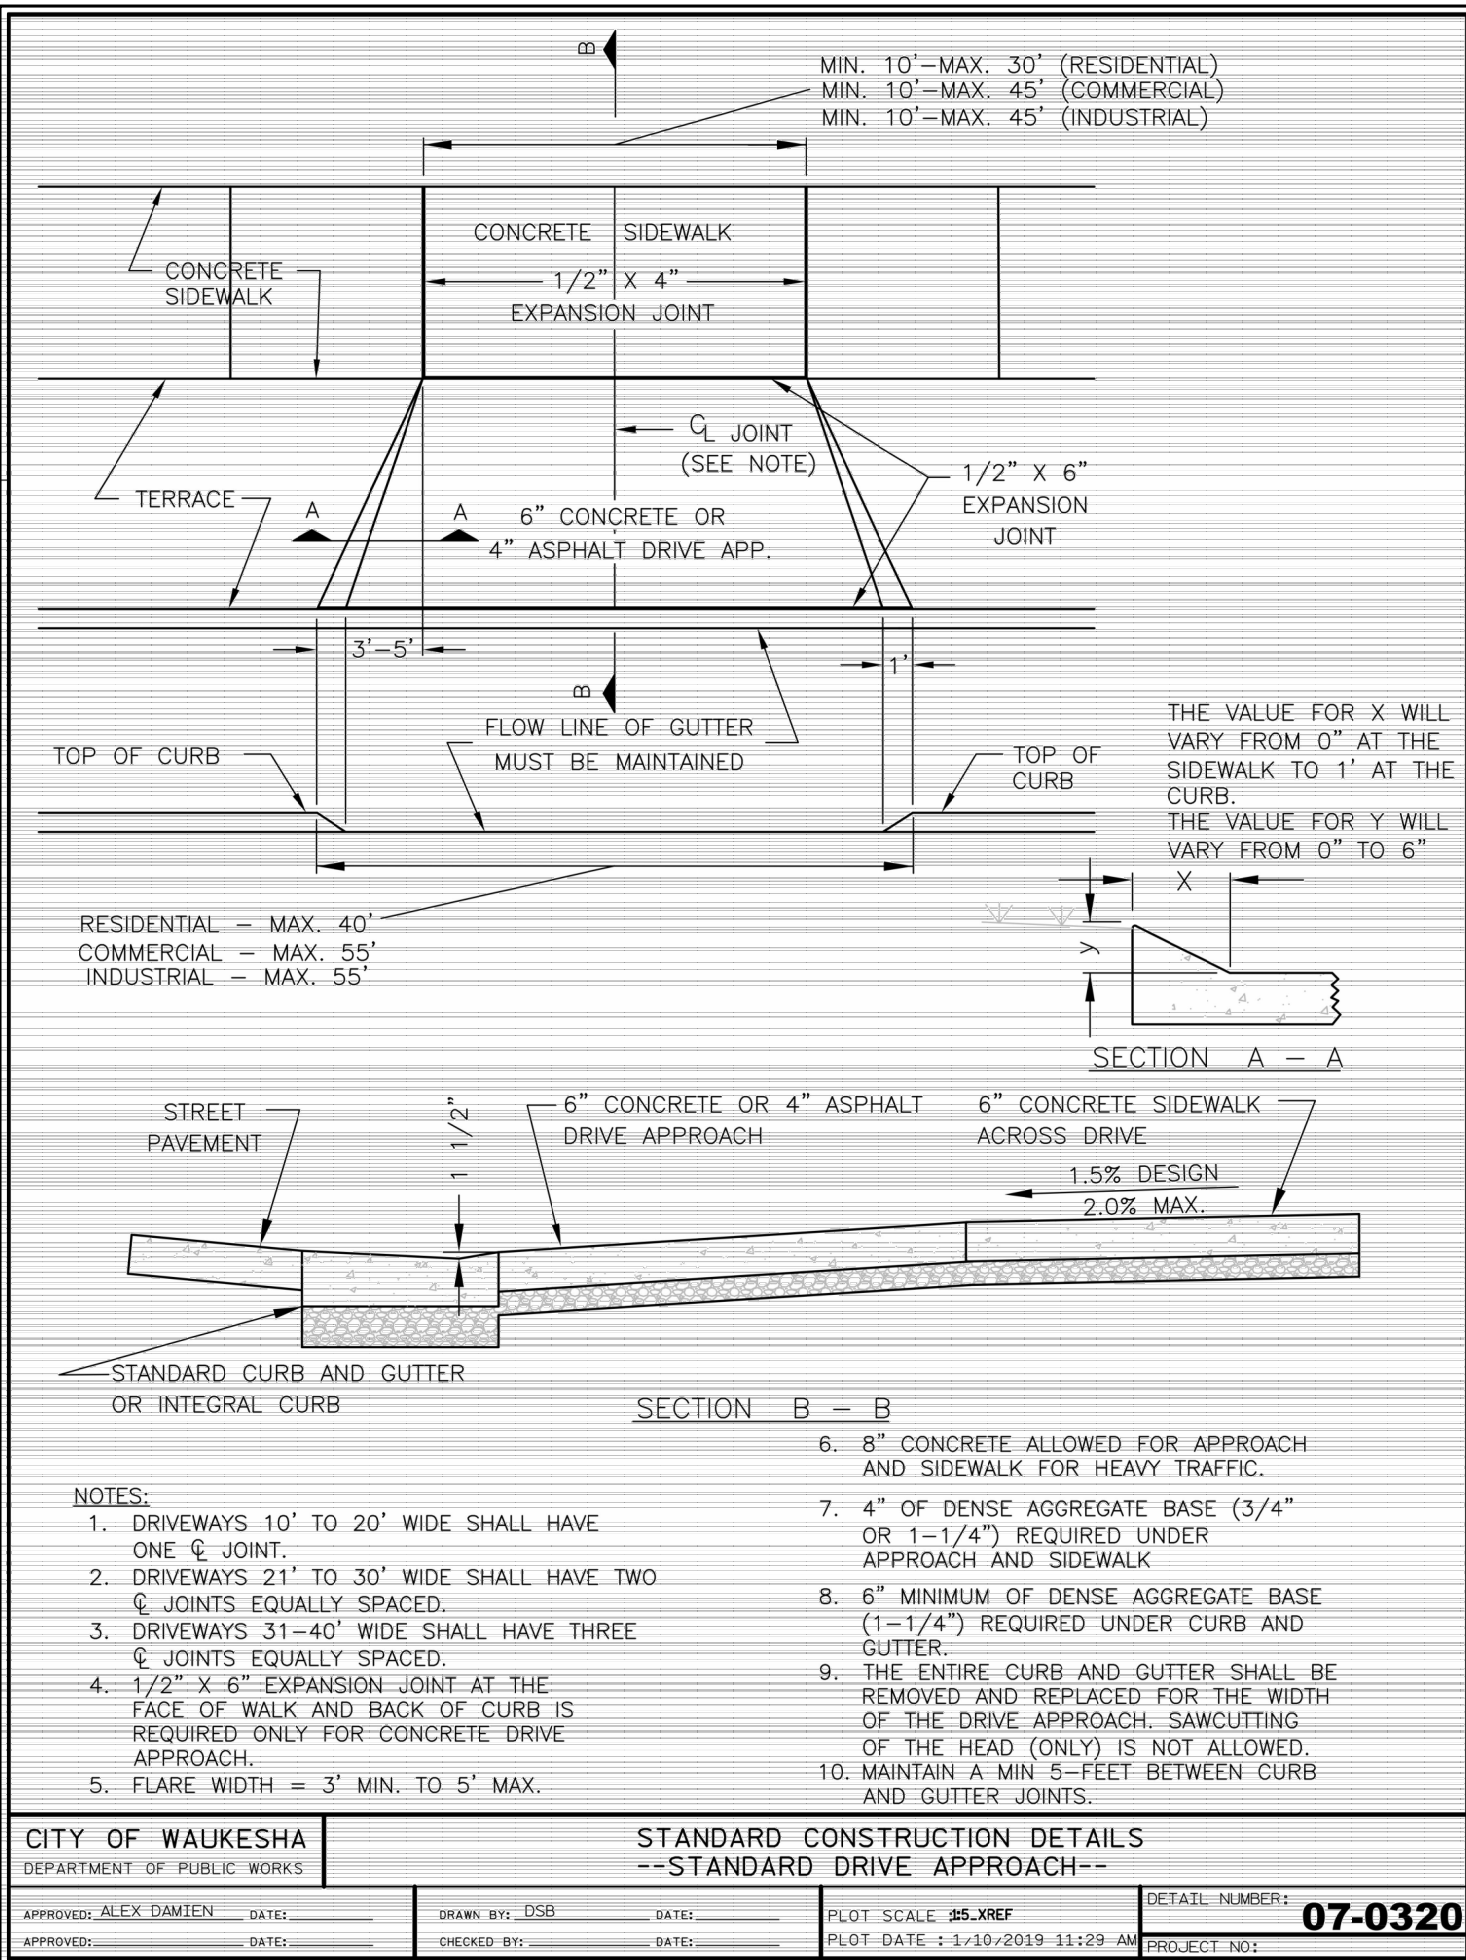 B
MIN. 10'-MAX. 30' (RESIDENTIAL)
MIN. 10'-MAX. 45' (COMMERCIAL)
MIN. 10'-MAX. 45' (INDUSTRIAL)
CONCRETE SIDEWALK
1/2" X 4"
EXPANSION JOINT
CONCRETE
SIDEWALK
℄ JOINT
(SEE NOTE)
1/2" X 6"
EXPANSION
JOINT
TERRACE
A A
6" CONCRETE OR
4" ASPHALT DRIVE APP.
3'-5'
1'
B
FLOW LINE OF GUTTER
MUST BE MAINTAINED
TOP OF CURB
TOP OF
CURB
THE VALUE FOR X WILL
VARY FROM 0" AT THE
SIDEWALK TO 1' AT THE
CURB.
THE VALUE FOR Y WILL
VARY FROM 0" TO 6"
X
y
RESIDENTIAL - MAX. 40'
COMMERCIAL - MAX. 55'
INDUSTRIAL - MAX. 55'
SECTION A - A
STREET
PAVEMENT
1 1/2"
6" CONCRETE OR 4" ASPHALT
DRIVE APPROACH
6" CONCRETE SIDEWALK
ACROSS DRIVE
1.5% DESIGN
2.0% MAX.
STANDARD CURB AND GUTTER
OR INTEGRAL CURB
SECTION B - B
NOTES:
1. DRIVEWAYS 10' TO 20' WIDE SHALL HAVE
ONE ℄ JOINT.
2. DRIVEWAYS 21' TO 30' WIDE SHALL HAVE TWO
℄ JOINTS EQUALLY SPACED.
3. DRIVEWAYS 31-40' WIDE SHALL HAVE THREE
℄ JOINTS EQUALLY SPACED.
4. 1/2" X 6" EXPANSION JOINT AT THE
FACE OF WALK AND BACK OF CURB IS
REQUIRED ONLY FOR CONCRETE DRIVE
APPROACH.
5. FLARE WIDTH = 3' MIN. TO 5' MAX.
6. 8" CONCRETE ALLOWED FOR APPROACH
AND SIDEWALK FOR HEAVY TRAFFIC.
7. 4" OF DENSE AGGREGATE BASE (3/4"
OR 1-1/4") REQUIRED UNDER
APPROACH AND SIDEWALK
8. 6" MINIMUM OF DENSE AGGREGATE BASE
(1-1/4") REQUIRED UNDER CURB AND
GUTTER.
9. THE ENTIRE CURB AND GUTTER SHALL BE
REMOVED AND REPLACED FOR THE WIDTH
OF THE DRIVE APPROACH. SAWCUTTING
OF THE HEAD (ONLY) IS NOT ALLOWED.
10. MAINTAIN A MIN 5-FEET BETWEEN CURB
AND GUTTER JOINTS.
CITY OF WAUKESHA
DEPARTMENT OF PUBLIC WORKS
STANDARD CONSTRUCTION DETAILS
--STANDARD DRIVE APPROACH--
APPROVED: ALEX DAMIEN DATE:
APPROVED: DATE:
DRAWN BY: DSB DATE:
CHECKED BY: DATE:
PLOT SCALE :1:5_XREF
PLOT DATE : 1/10/2019 11:29 AM
DETAIL NUMBER:
07-0320
PROJECT NO: